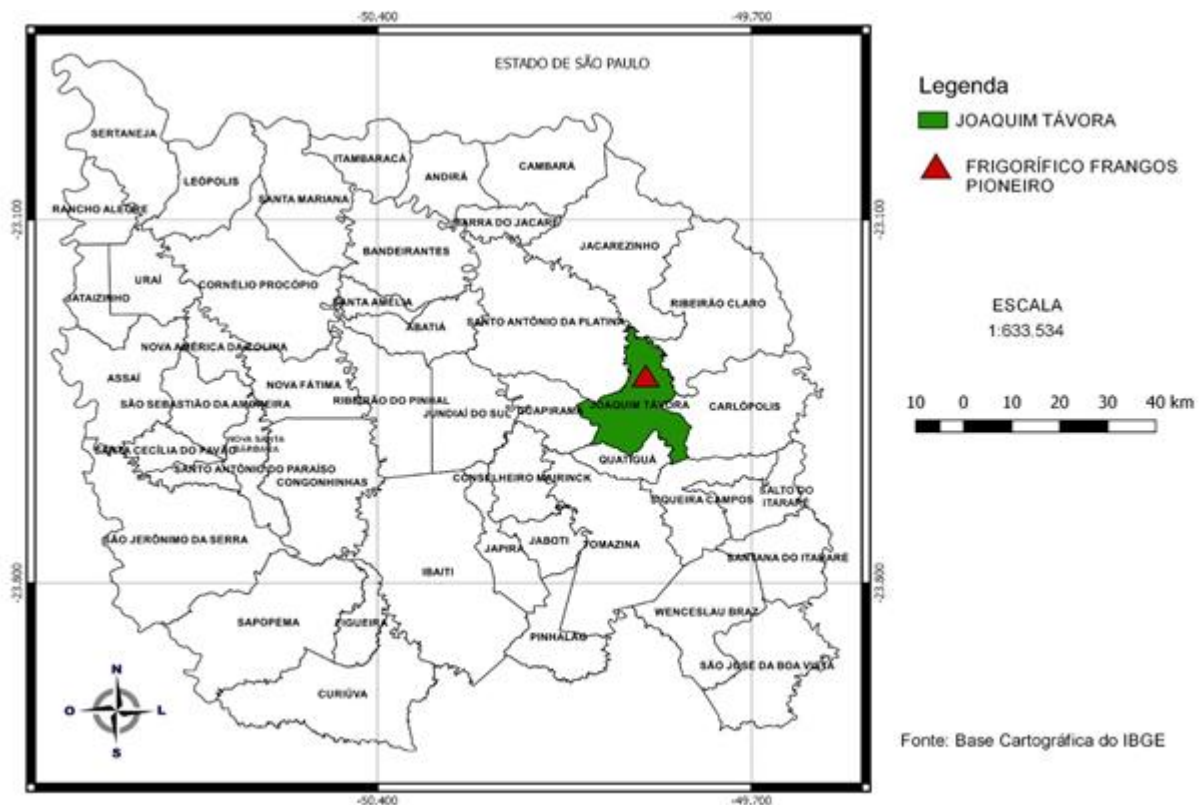 -50.400
-49.700
ESTADO DE SÃO PAULO
SERTANEJA
LEÓPOLIS
ITAMBARACÁ
ANDIRÁ
CAMBARÁ
RANCHO ALEGRE
SANTA MARIANA
BARRA DO JACARÉ
-23.100
-23.100
JACAREZINHO
BANDEIRANTES
URAÍ
CORNÉLIO PROCÓPIO
RIBEIRÃO CLARO
JATAIZINHO
SANTA AMÉLIA
ABATIÁ
SANTO ANTÔNIO DA PLATINA
NOVA AMÉRICA DA COLINA
ASSAÍ
NOVA FÁTIMA
SÃO SEBASTIÃO DA AMOREIRA
RIBEIRÃO DO PINHAL
JUNDIAÍ DO SUL
GUAPIRAMA
JOAQUIM TÁVORA
CARLÓPOLIS
NOVA SANTA
BÁRBARA
SANTA CECÍLIA DO PAVÃO
QUATIGUÁ
SANTO ANTÔNIO DO PARAÍSO
CONGONHINHAS
CONSELHEIRO MAIRINCK
SIQUEIRA CAMPOS
SALTO DO
ITARARÉ
SÃO JERÔNIMO DA SERRA
JAPIRA
JABOTI
TOMAZINA
SANTANA DO ITARARÉ
IBAITI
-23.800
-23.800
SAPOPEMA
FIGUEIRA
WENCESLAU BRAZ
PINHALÃO
SÃO JOSÉ DA BOA VISTA
CURIÚVA
N
O
L
S
-50.400
-49.700
Legenda
JOAQUIM TÁVORA
FRIGORÍFICO FRANGOS
PIONEIRO
ESCALA
1:633.534
10 0 10 20 30 40 km
Fonte: Base Cartográfica do IBGE